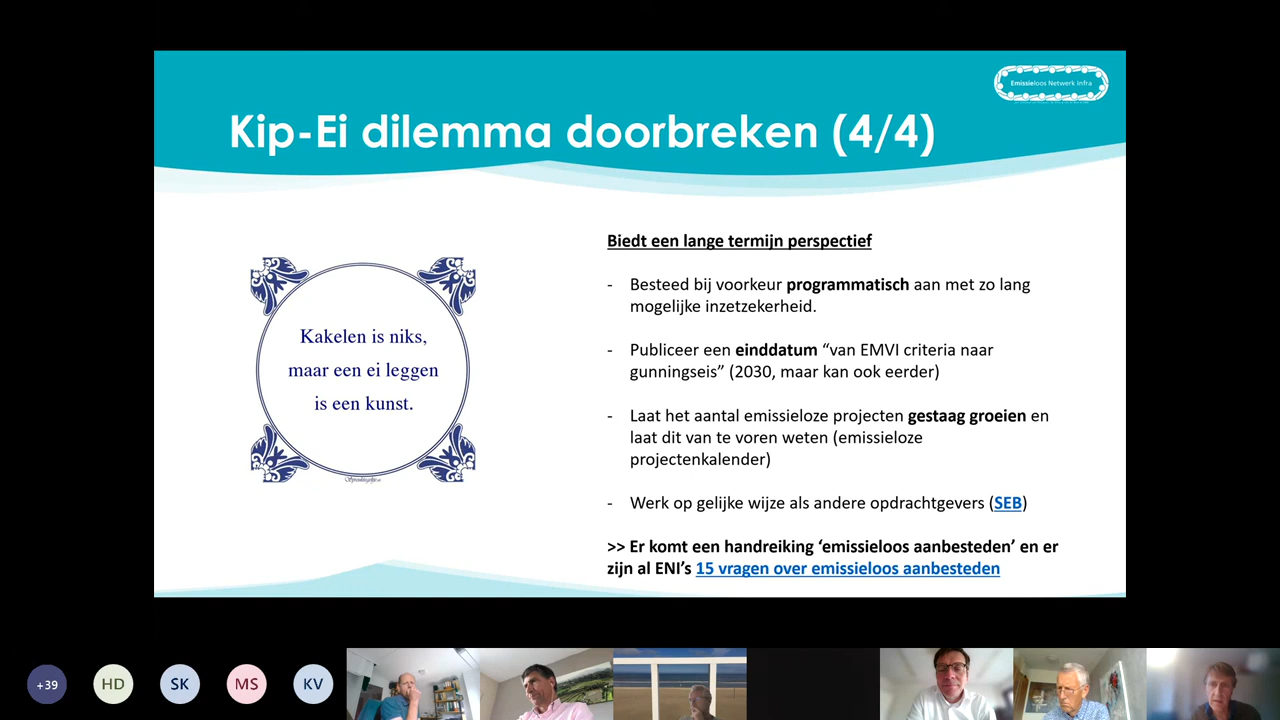 Emissieloos Netwerk Infra
Kip-Ei dilemma doorbreken (4/4)
Kakelen is niks,
maar een ei leggen
is een kunst.
Biedt een lange termijn perspectief
- Besteed bij voorkeur programmatisch aan met zo lang
mogelijke inzetzekerheid.
- Publiceer een einddatum “van EMVI criteria naar
gunningseis” (2030, maar kan ook eerder)
- Laat het aantal emissieloze projecten gestaag groeien en
laat dit van te voren weten (emissieloze
projectenkalender)
- Werk op gelijke wijze als andere opdrachtgevers (SEB)
>> Er komt een handreiking ‘emissieloos aanbesteden’ en er
zijn al ENI’s 15 vragen over emissieloos aanbesteden
+39
HD
SK
MS
KV